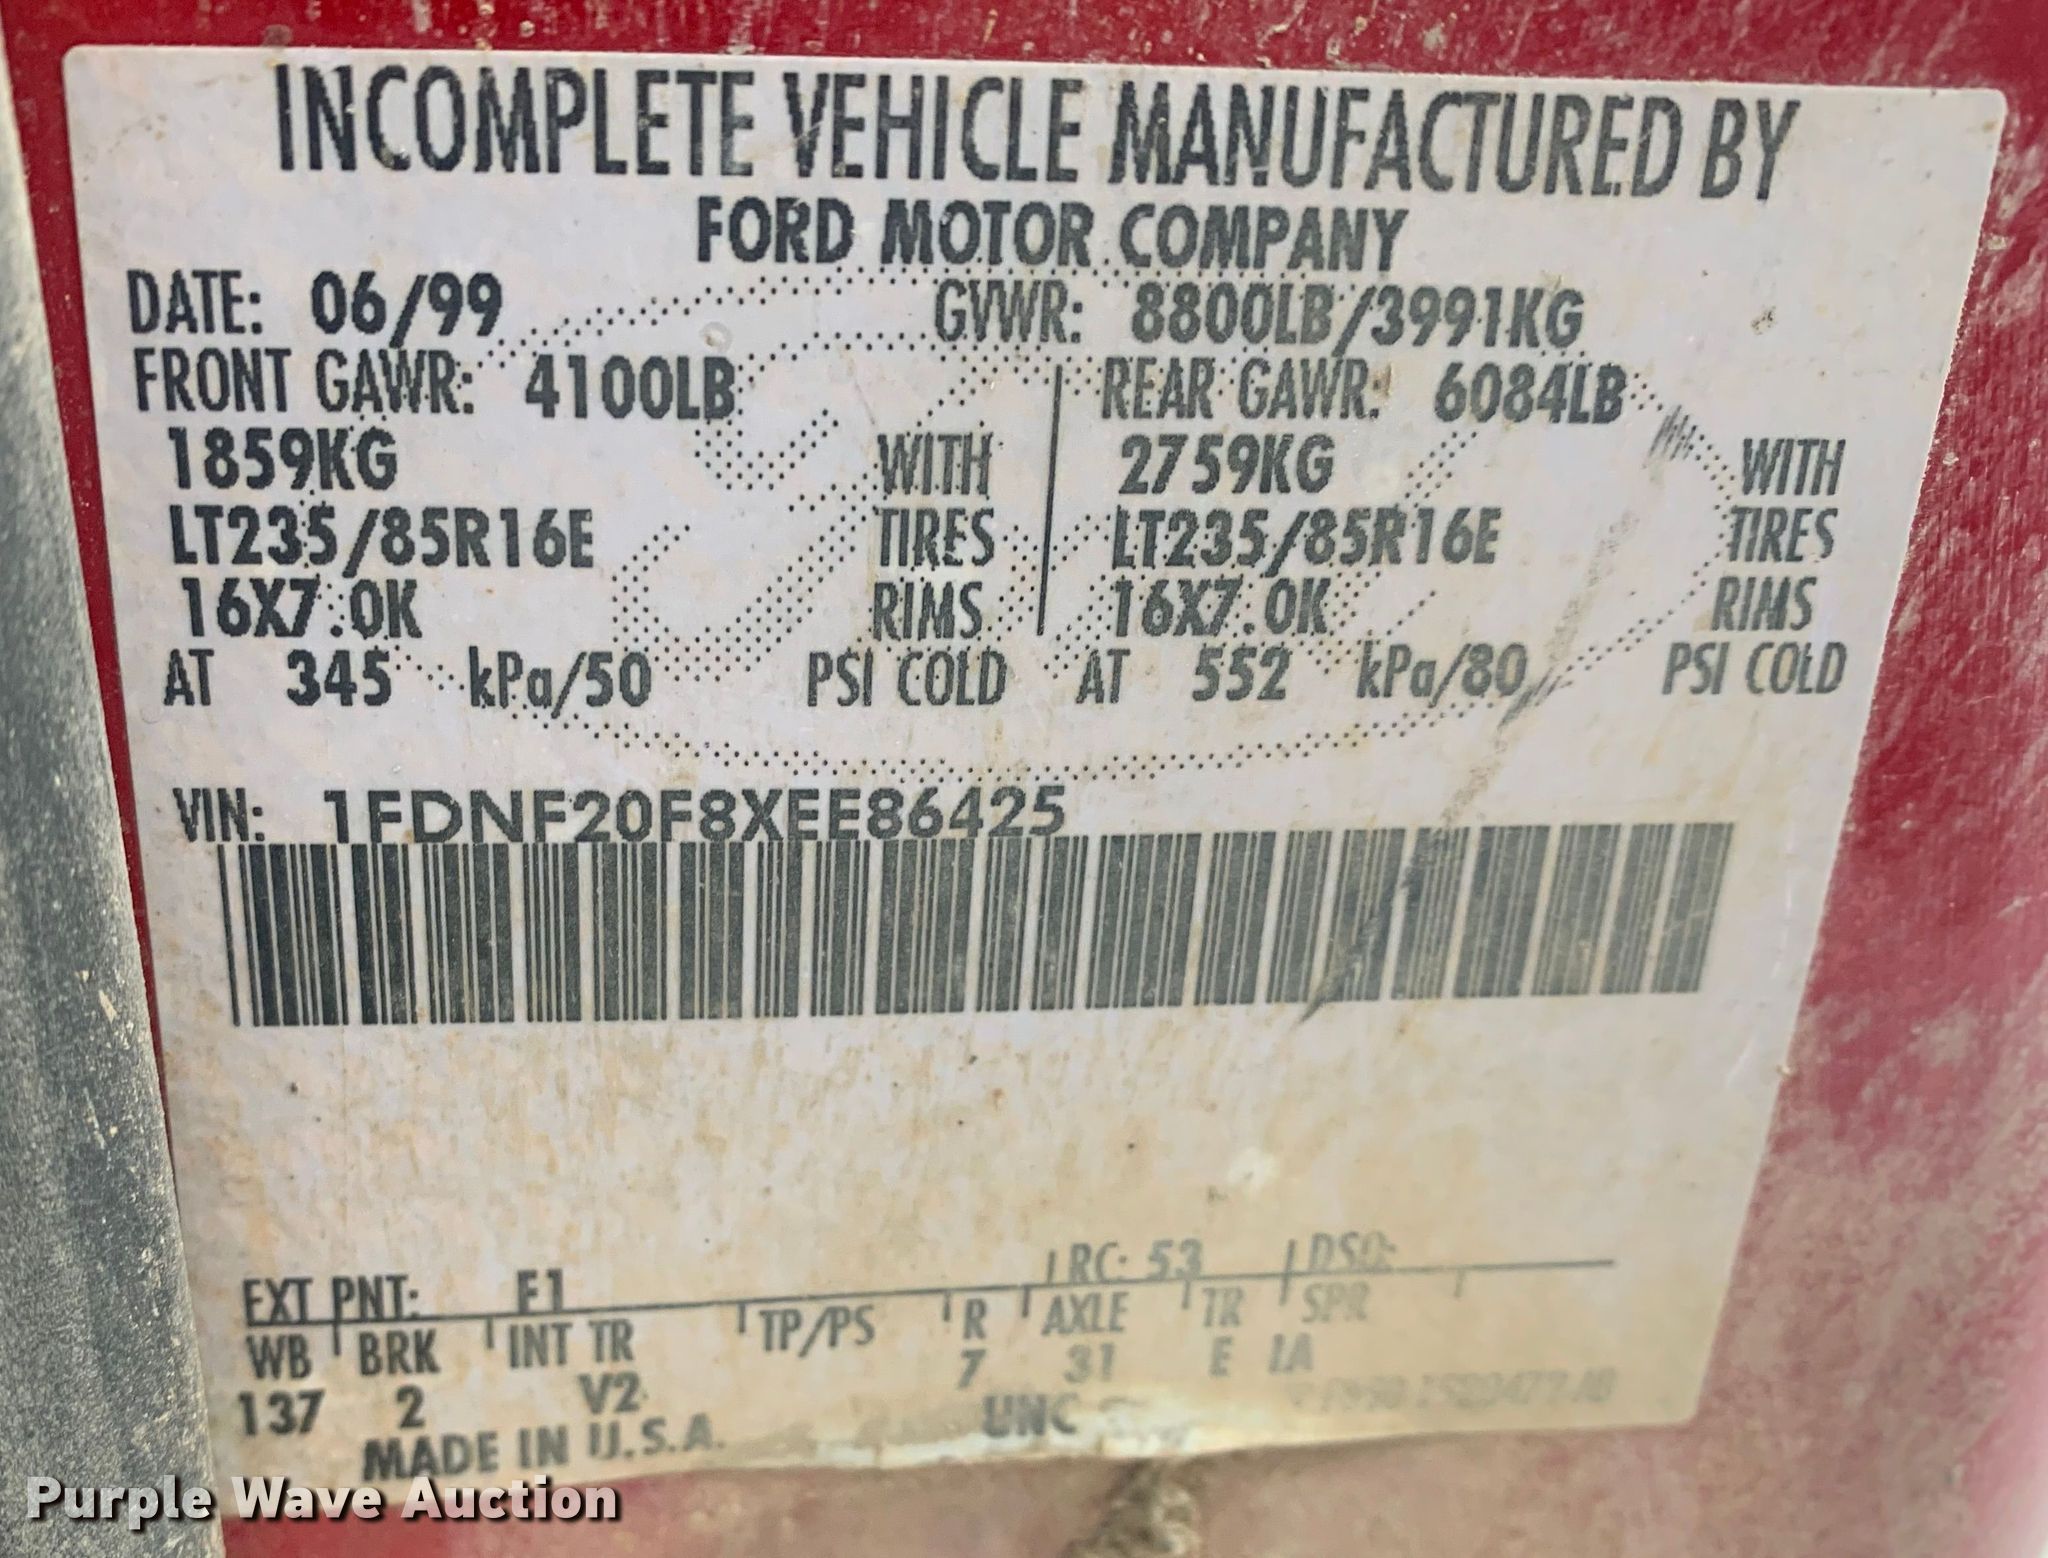 INCOMPLETE VEHICLE MANUFACTURED BY
FORD MOTOR COMPANY
DATE: 06/99 GVWR: 8800LB/3991KG
FRONT GAWR: 4100LB REAR GAWR: 6084LB
1859KG WITH 2759KG WITH
LT235/85R16E TIRES LT235/85R16E TIRES
16X7.0K RIMS 16X7.0K RIMS
AT 345 kPa/50 PSI COLD AT 552 kPa/80 PSI COLD
VIN: 1FDNF20F8XEE86425
EXT PNT: F1 RC: 53 DSO:
WB BRK INT TR TP/PS R AXLE TR SPR
137 2 V2 7 31 E IA
MADE IN U.S.A. UNC
Purple Wave Auction